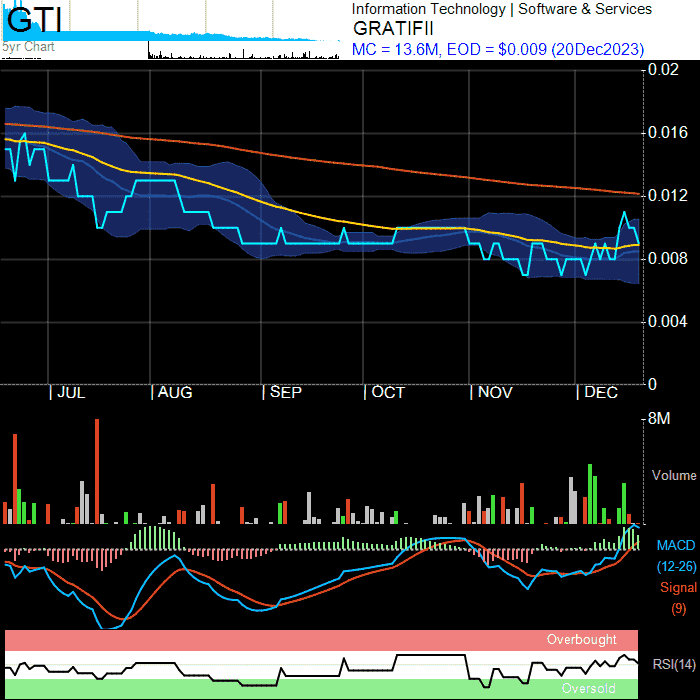 GTI
5yr Chart
Information Technology | Software & Services
GRATIFII
MC = 13.6M, EOD = $0.009 (20Dec2023)
0.02
0.016
0.012
0.008
0.004
0
JUL AUG SEP OCT NOV DEC
8M
Volume
MACD
(12-26)
Signal
(9)
Overbought
RSI(14)
Oversold